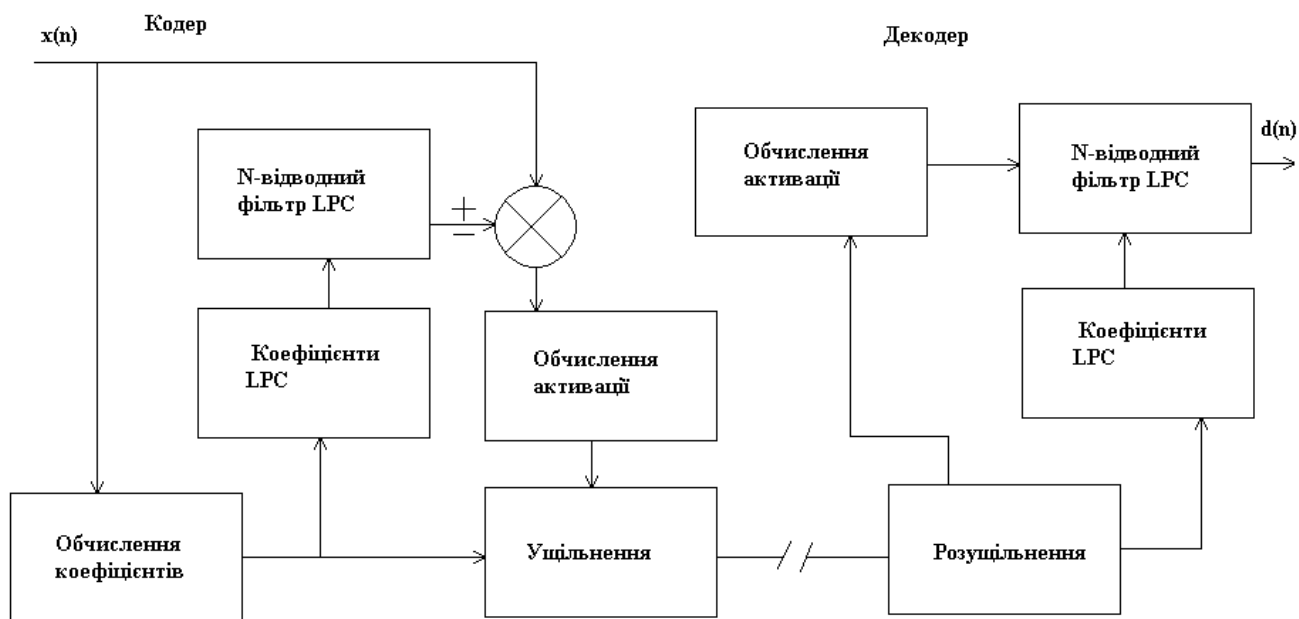 Кодер
x(n)
Декодер
N-відводний
фільтр LPC
+
−
Коефіцієнти
LPC
Обчислення
активації
Обчислення
коефіцієнтів
Ущільнення
Обчислення
активації
N-відводний
фільтр LPC
d(n)
Коефіцієнти
LPC
Розущільнення